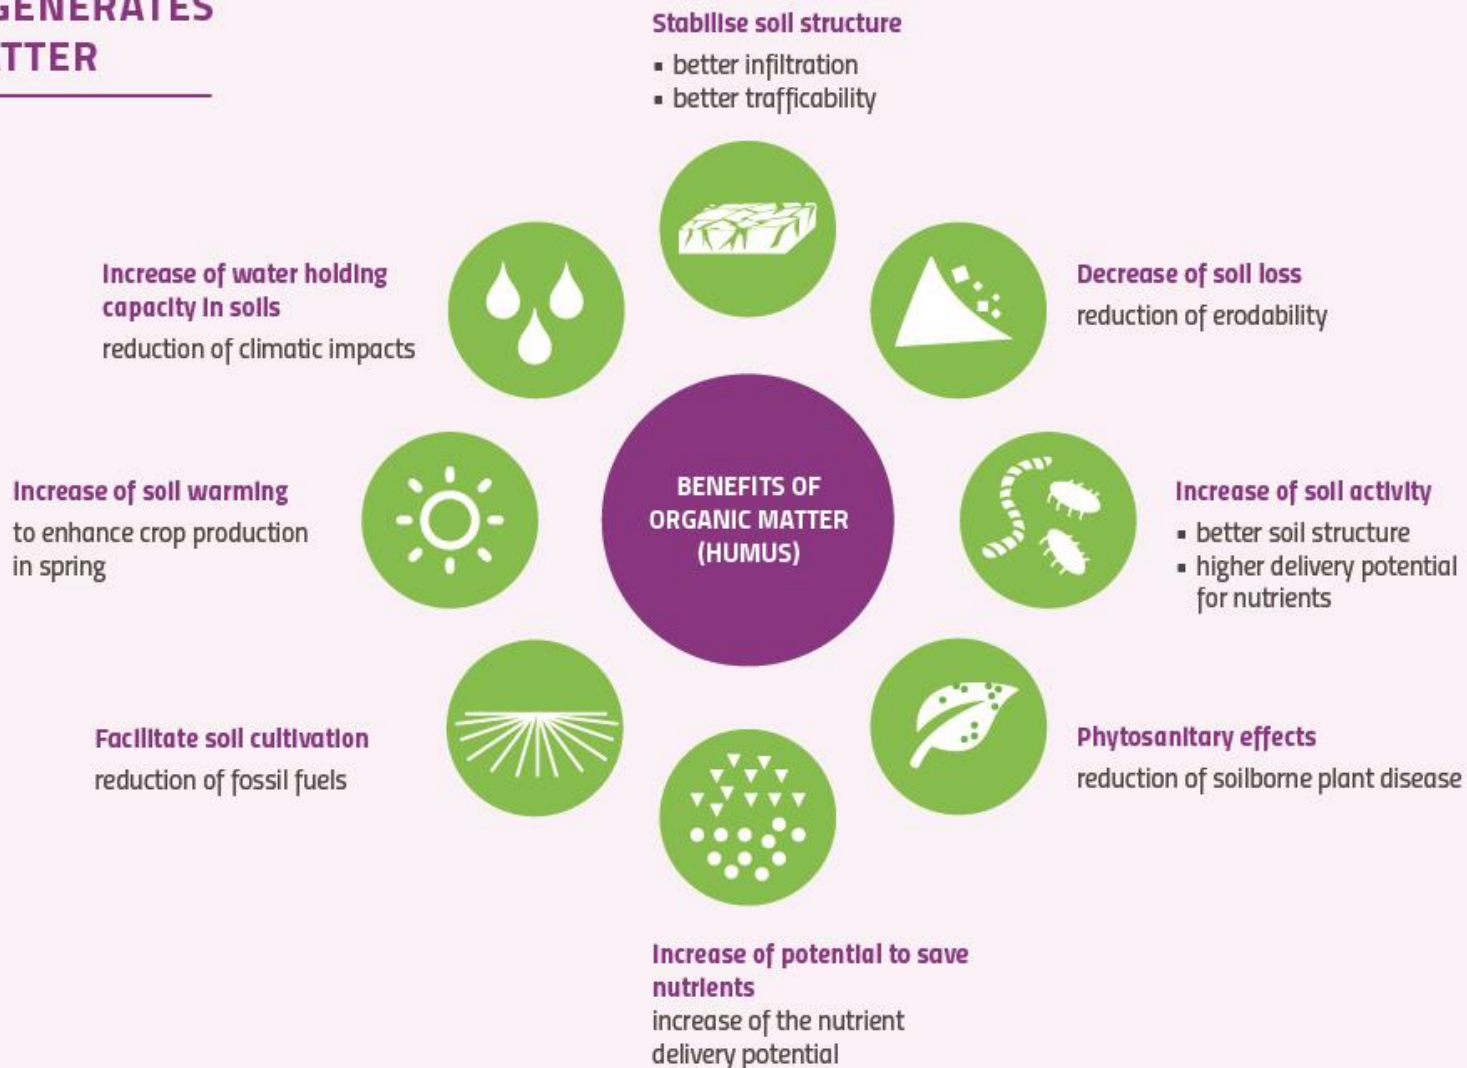 GENERATES
TTER
Stabilise soil structure
▪ better infiltration
▪ better trafficability
Decrease of soil loss
reduction of erodability
Increase of soil activity
▪ better soil structure
▪ higher delivery potential
for nutrients
Phytosanitary effects
reduction of soilborne plant disease
Increase of potential to save
nutrients
increase of the nutrient
delivery potential
Facilitate soil cultivation
reduction of fossil fuels
Increase of soil warming
to enhance crop production
in spring
Increase of water holding
capacity in soils
reduction of climatic impacts
BENEFITS OF
ORGANIC MATTER
(HUMUS)